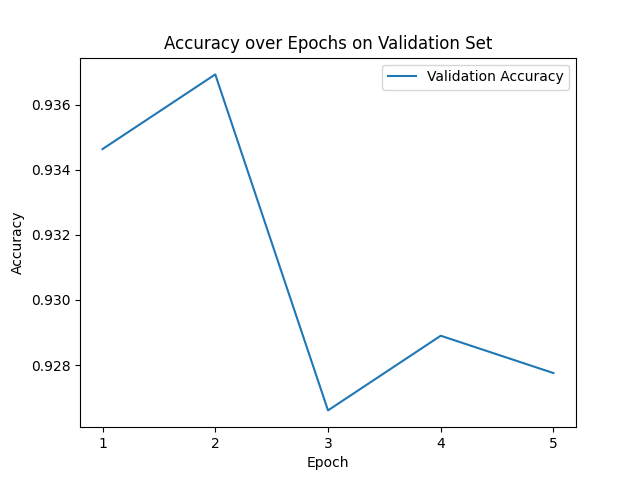 Accuracy over Epochs on Validation Set
Validation Accuracy
0.936
0.934
0.932
0.930
0.928
Accuracy
1 2 3 4 5
Epoch